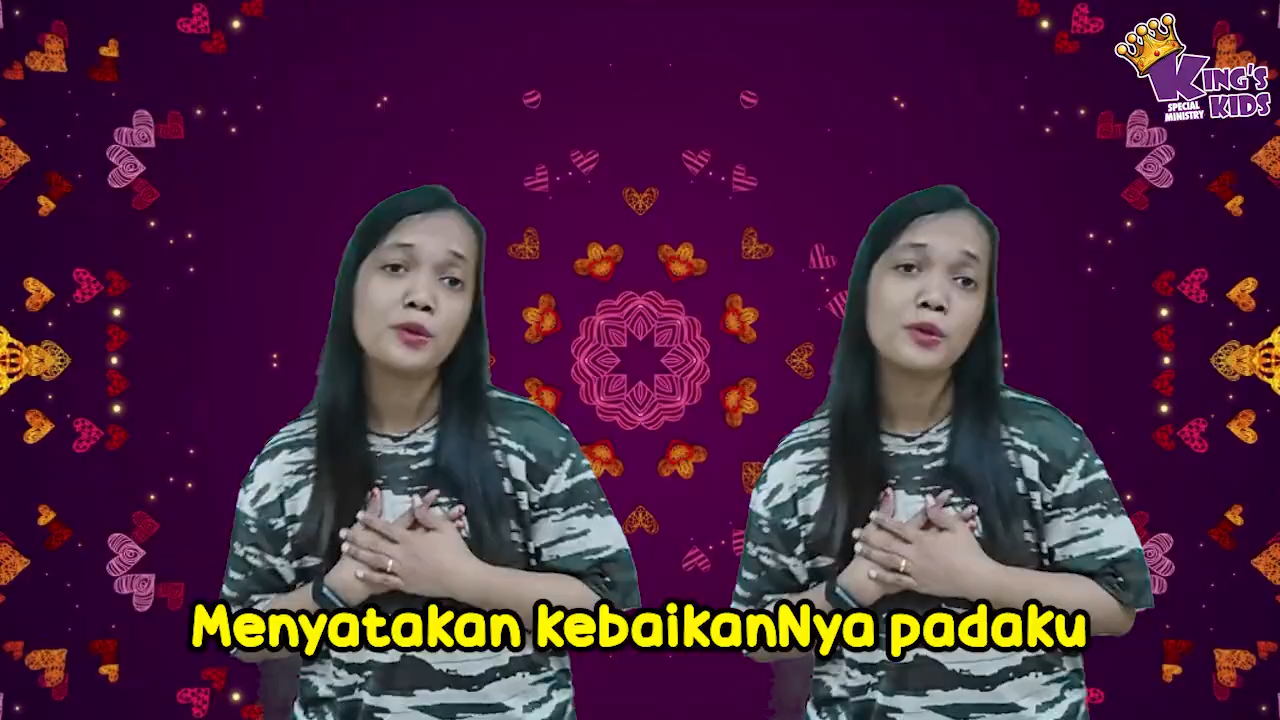 KING'S
KIDS
SPECIAL
MINISTRY
Menyatakan kebaikanNya padaku